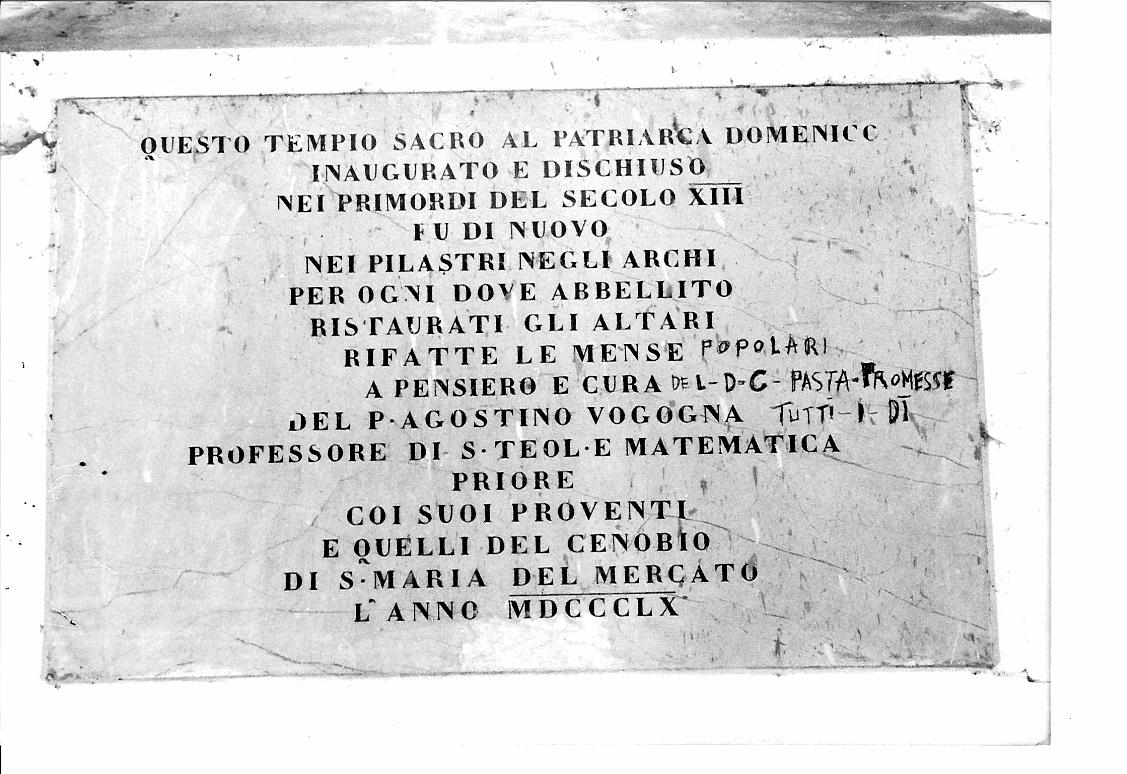 QUESTO TEMPIO SACRO AL PATRIARCA DOMENICO
INAUGURATO E DISCHIUSO
NEI PRIMORDI DEL SECOLO XIII
FU DI NUOVO
NEI PILASTRI NEGLI ARCHI
PER OGNI DOVE ABBELLITO
RISTAURATI GLI ALTARI
RIFATTE LE MENSE POPOLARI
A PENSIERO E CURA DEL-D-C-PASTA-PROMESSE
DEL P·AGOSTINO VOGOGNA TUTTI-I-DÌ
PROFESSORE DI S·TEOL·E MATEMATICA
PRIORE
COI SUOI PROVENTI
E QUELLI DEL CENOBIO
DI S·MARIA DEL MERCATO
L'ANNO MDCCCLX